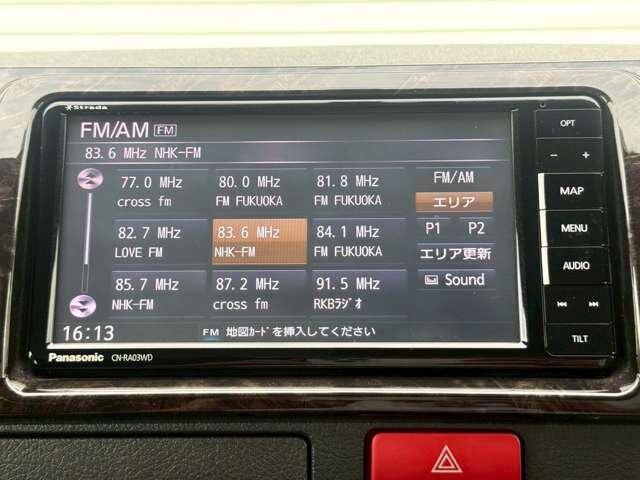 Strada
FM/AM FM
83.6 MHz NHK-FM
77.0 MHz 80.0 MHz 81.8 MHz FM/AM
cross fm FM FUKUOKA FM FUKUOKA エリア
82.7 MHz 83.6 MHz 84.1 MHz P1 P2
LOVE FM NHK-FM FM FUKUOKA エリア更新
85.7 MHz 87.2 MHz 91.5 MHz Sound
NHK-FM cross fm RKBﾗｼﾞｵ
16:13 FM 地図ｶｰﾄﾞを挿入してください
Panasonic CN-RA03WD
OPT
− +
MAP
MENU
AUDIO
TILT